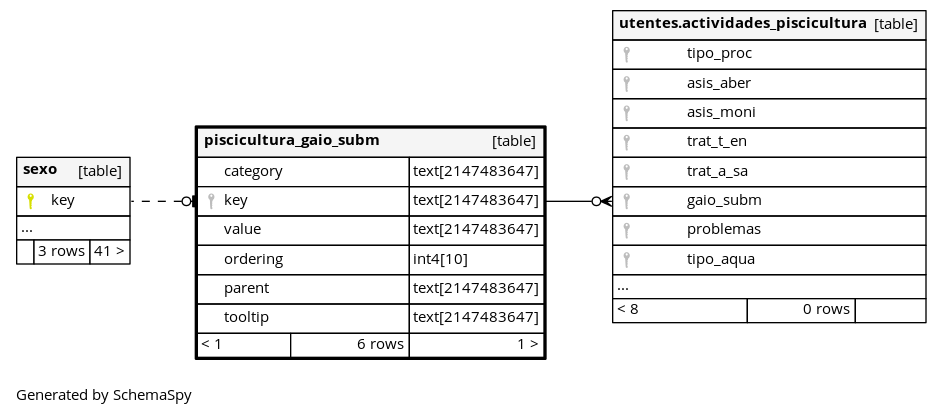 sexo [table]
key
...
3 rows 41 >
piscicultura_gaio_subm [table]
category text[2147483647]
key text[2147483647]
value text[2147483647]
ordering int4[10]
parent text[2147483647]
tooltip text[2147483647]
< 1 6 rows 1 >
utentes.actividades_piscicultura [table]
tipo_proc
asis_aber
asis_moni
trat_t_en
trat_a_sa
gaio_subm
problemas
tipo_aqua
...
< 8 0 rows
Generated by SchemaSpy